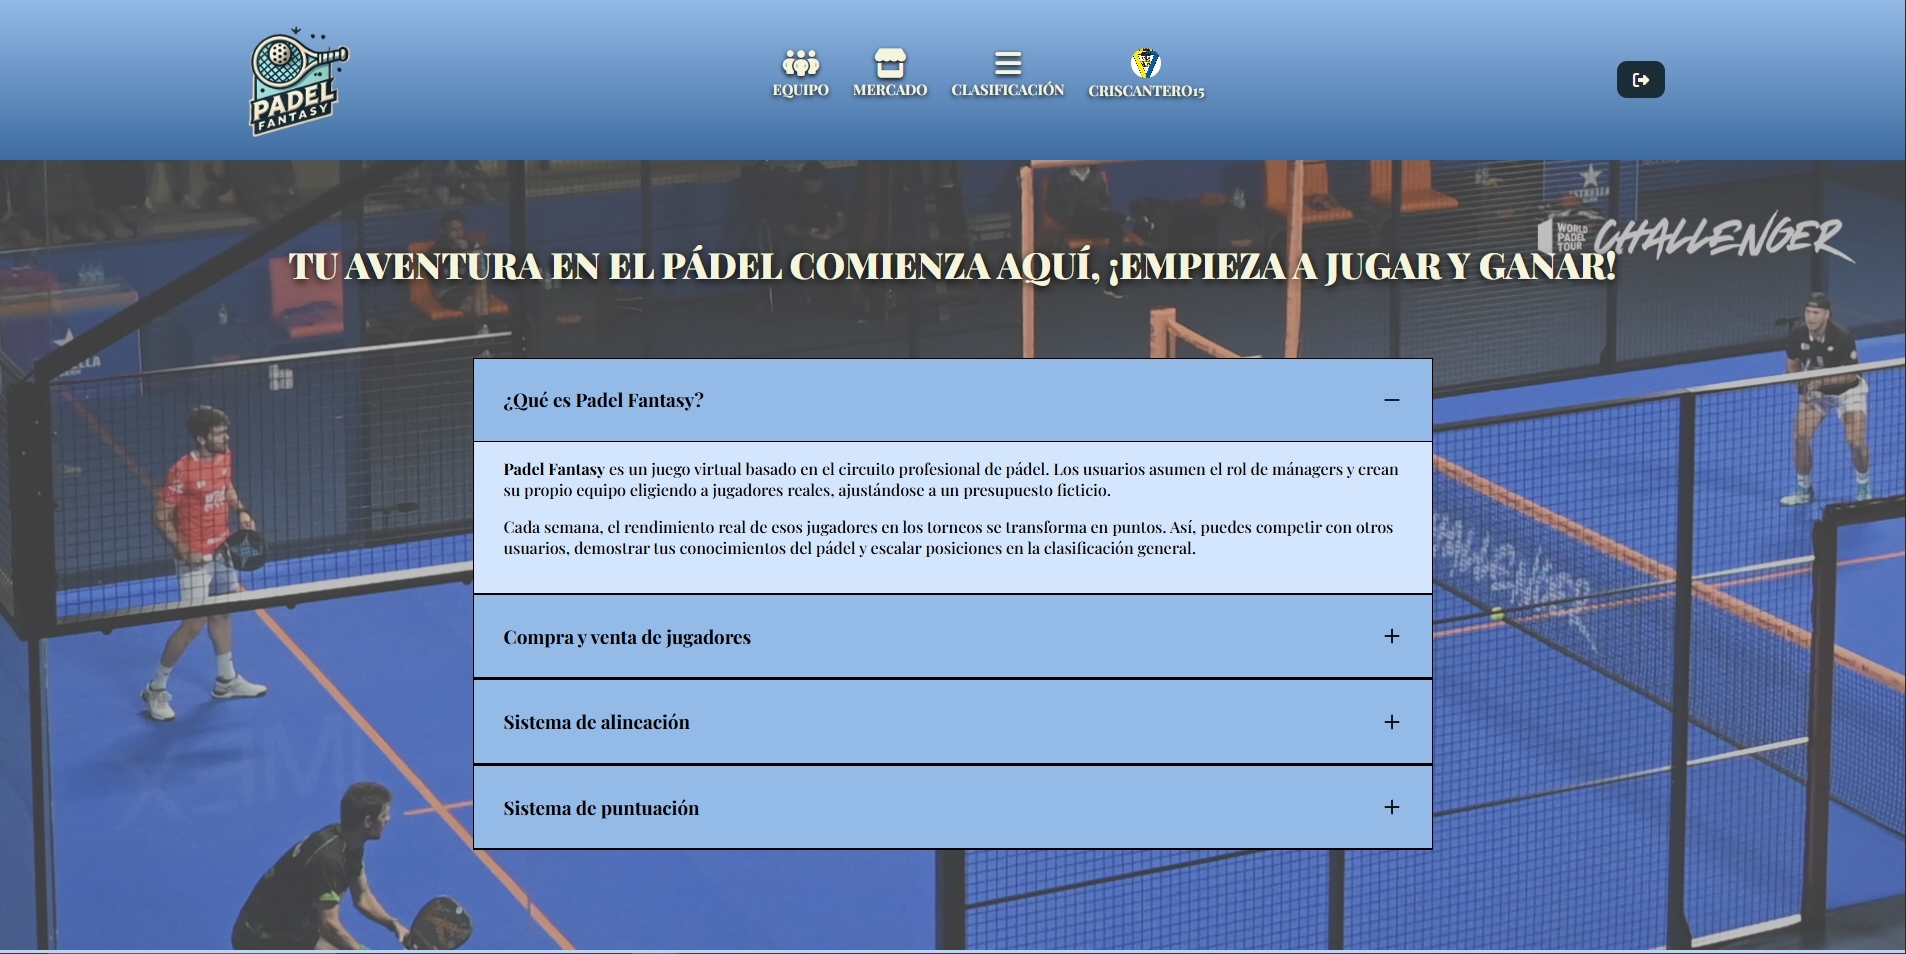 PADEL
FANTASY
EQUIPO
MERCADO
CLASIFICACIÓN
CRISCANTERO15
ESTRELLA
WORLD
PADEL
TOUR
CHALLENGER
TU AVENTURA EN EL PÁDEL COMIENZA AQUÍ, ¡EMPIEZA A JUGAR Y GANAR!
¿Qué es Padel Fantasy?
Padel Fantasy es un juego virtual basado en el circuito profesional de pádel. Los usuarios asumen el rol de mánagers y crean
su propio equipo eligiendo a jugadores reales, ajustándose a un presupuesto ficticio.
Cada semana, el rendimiento real de esos jugadores en los torneos se transforma en puntos. Así, puedes competir con otros
usuarios, demostrar tus conocimientos del pádel y escalar posiciones en la clasificación general.
Compra y venta de jugadores
Sistema de alineación
Sistema de puntuación